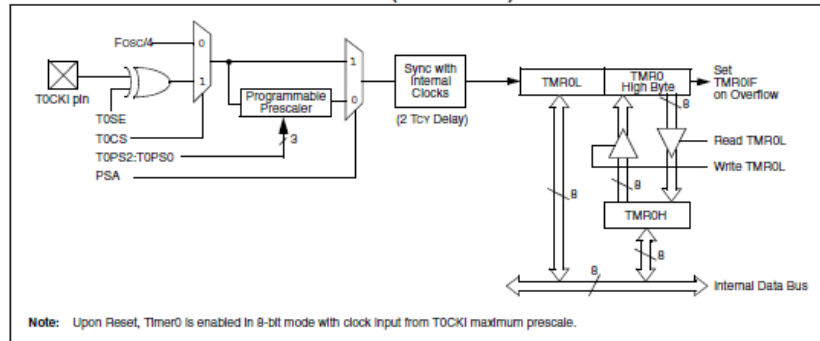 FOSC/4
0
1
T0CKI pin
T0SE
T0CS
T0PS2:T0PS0
PSA
Programmable
Prescaler
3
1
0
Sync with
Internal
Clocks
(2 TCY Delay)
TMR0L
TMR0
High Byte
Set
TMR0IF
on Overflow
8
Read TMR0L
Write TMR0L
8
8
TMR0H
8
8
Internal Data Bus
Note: Upon Reset, Timer0 is enabled in 8-bit mode with clock input from T0CKI maximum prescale.